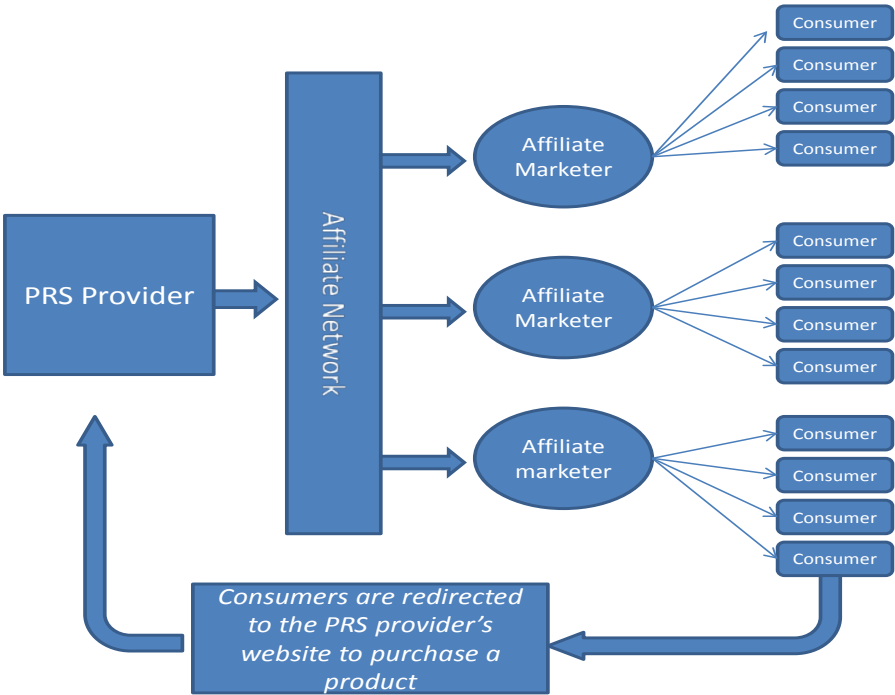 PRS Provider
Affiliate Network
Affiliate
Marketer
Affiliate
Marketer
Affiliate
marketer
Consumer
Consumer
Consumer
Consumer
Consumer
Consumer
Consumer
Consumer
Consumer
Consumer
Consumer
Consumer
Consumers are redirected
to the PRS provider’s
website to purchase a
product